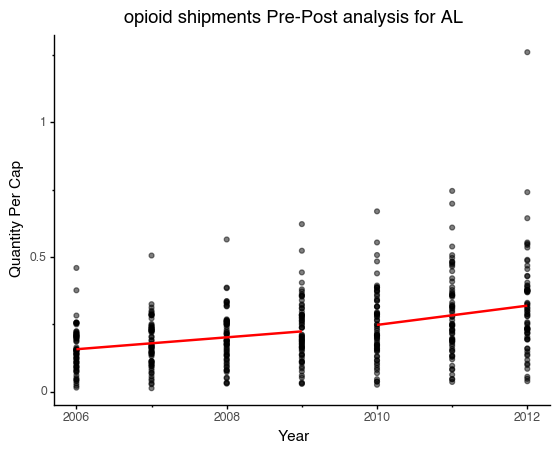 opioid shipments Pre-Post analysis for AL
Quantity Per Cap
1
0.5
0
2006
2008
2010
2012
Year